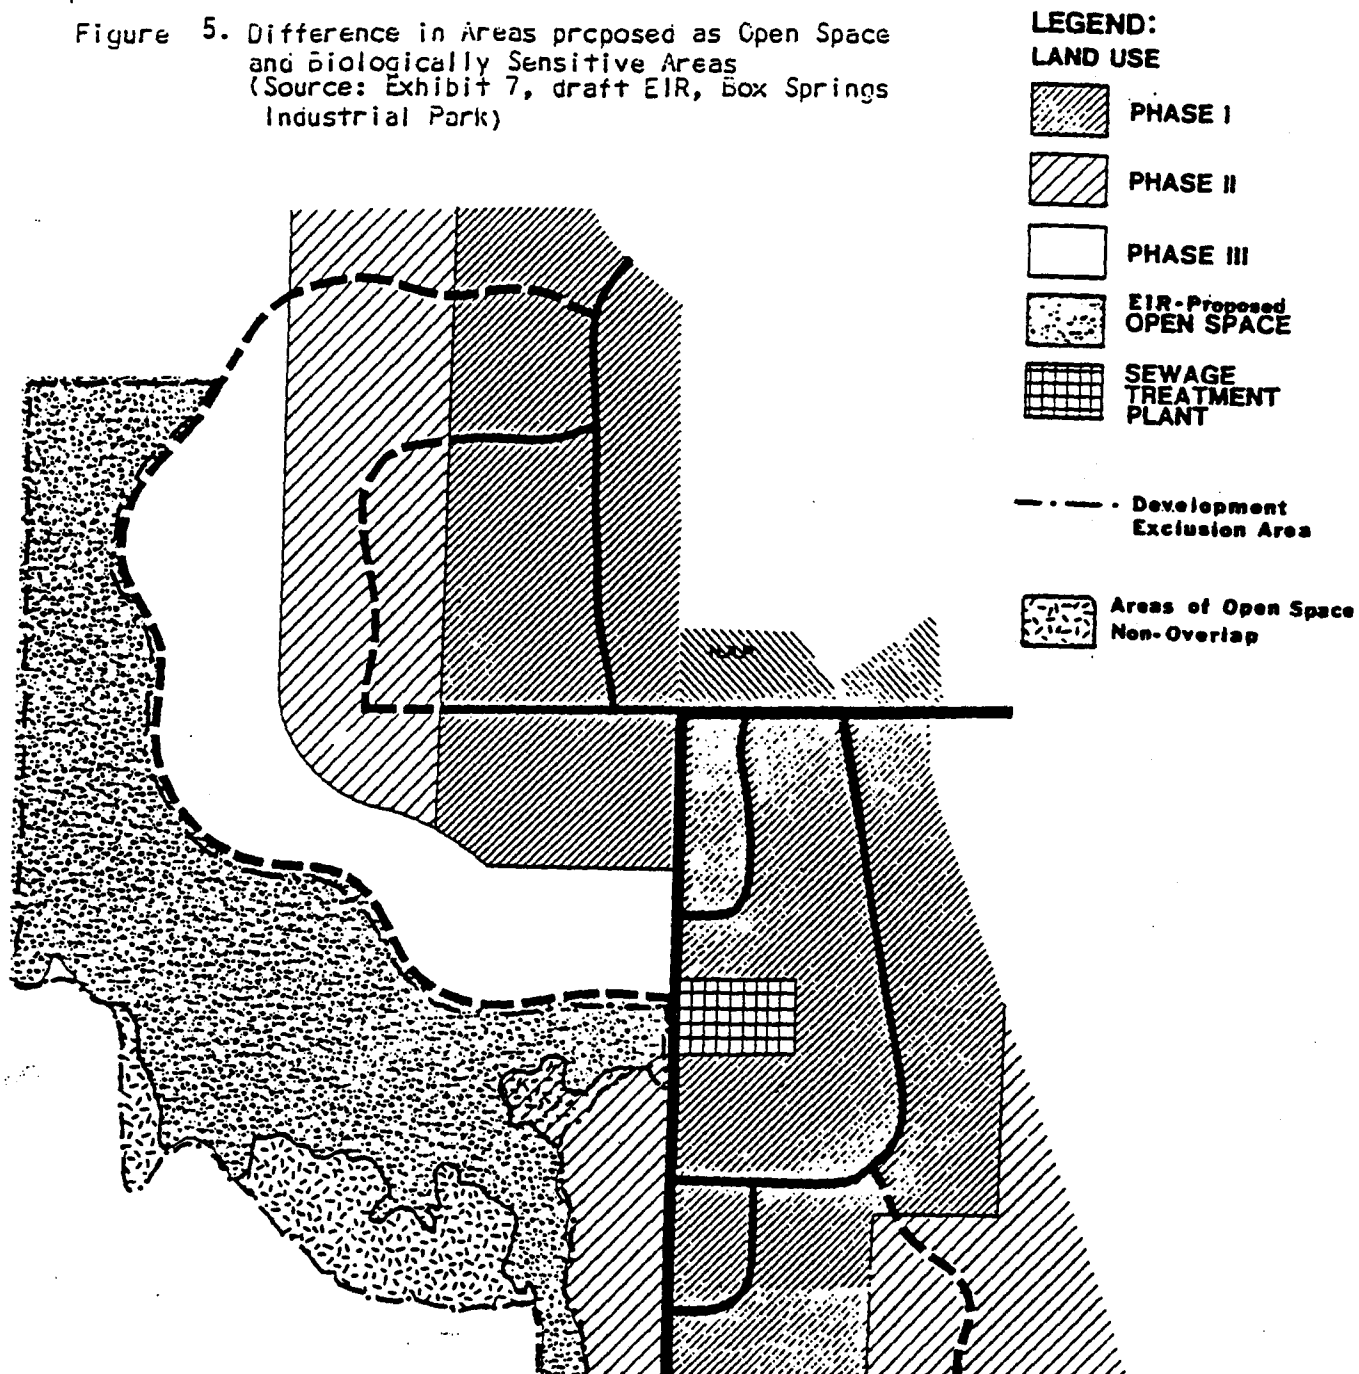 Figure 5. Difference in Areas proposed as Open Space
and Biologically Sensitive Areas
(Source: Exhibit 7, draft EIR, Box Springs
Industrial Park)
LEGEND:
LAND USE
PHASE I
PHASE II
PHASE III
EIR-Proposed
OPEN SPACE
SEWAGE
TREATMENT
PLANT
Development
Exclusion Area
Areas of Open Space
Non-Overlap